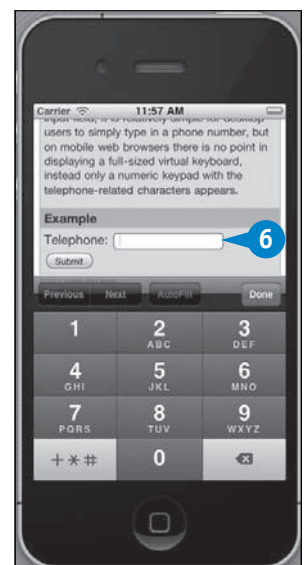 Carrier 11:57 AM
input field, it is relatively simple for desktop
users to simply type in a phone number, but
on mobile web browsers there is no point in
displaying a full-sized virtual keyboard,
instead only a numeric keypad with the
telephone-related characters appears.
Example
Telephone:
6
Submit
Previous Next AutoFill Done
1 2 3
ABC DEF
4 5 6
GHI JKL MNO
7 8 9
PQRS TUV WXYZ
+*# 0